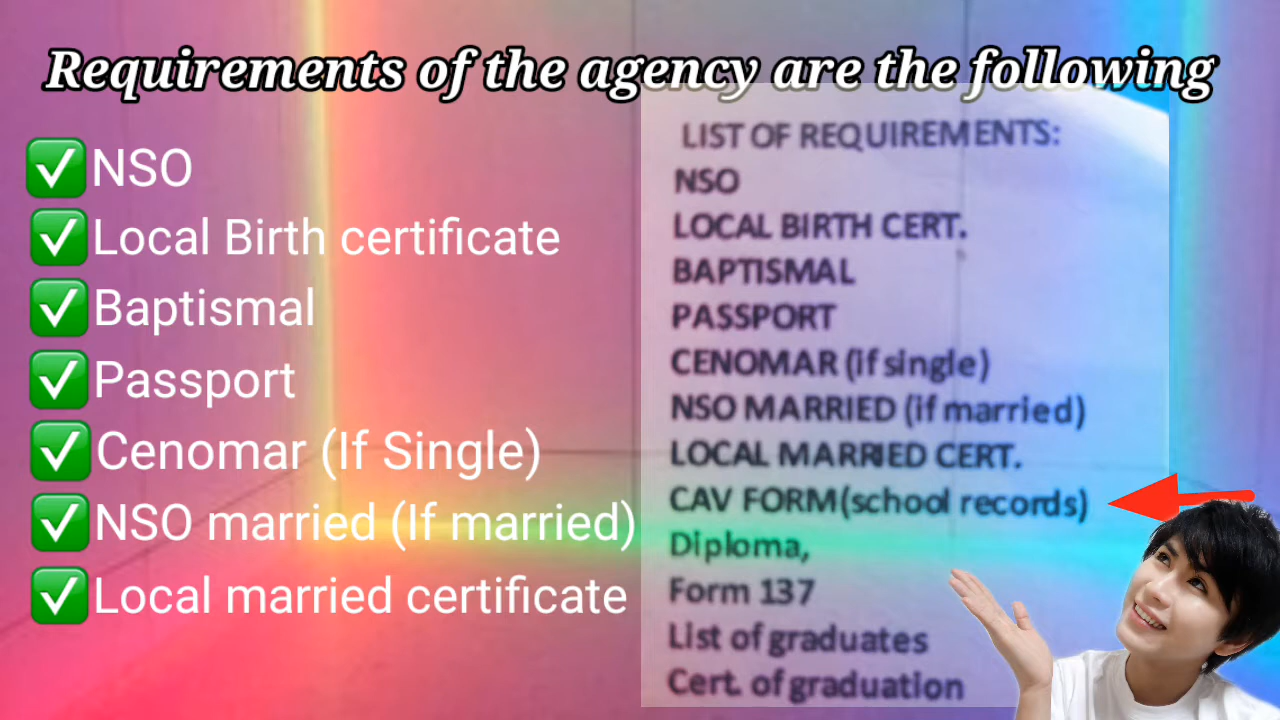 Requirements of the agency are the following
NSO
Local Birth certificate
Baptismal
Passport
Cenomar (If Single)
NSO married (If married)
Local married certificate
LIST OF REQUIREMENTS:
NSO
LOCAL BIRTH CERT.
BAPTISMAL
PASSPORT
CENOMAR (if single)
NSO MARRIED (if married)
LOCAL MARRIED CERT.
CAV FORM(school records)
Diploma,
Form 137
List of graduates
Cert. of graduation